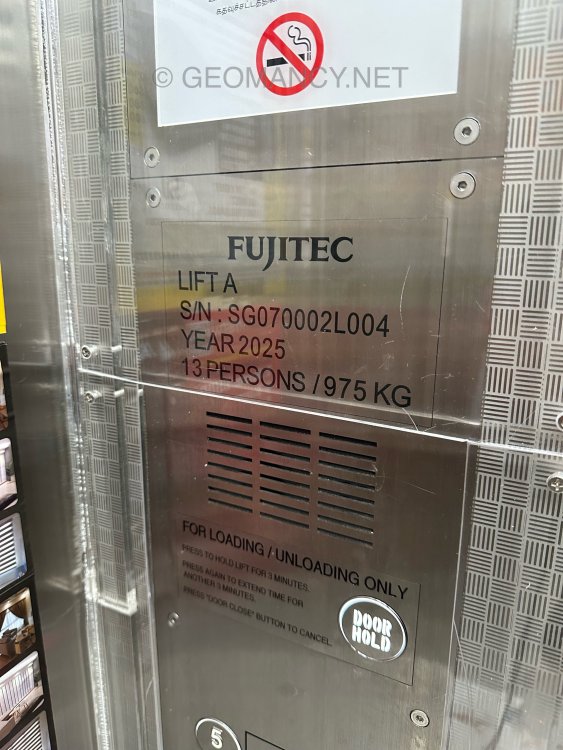 © GEOMANCY.NET
FUJITEC
LIFT A
S/N : SG070002L004
YEAR 2025
13 PERSONS / 975 KG
FOR LOADING / UNLOADING ONLY
PRESS TO HOLD LIFT FOR 3 MINUTES.
PRESS AGAIN TO EXTEND TIME FOR
ANOTHER 3 MINUTES.
PRESS "DOOR CLOSE" BUTTON TO CANCEL
DOOR
HOLD
5